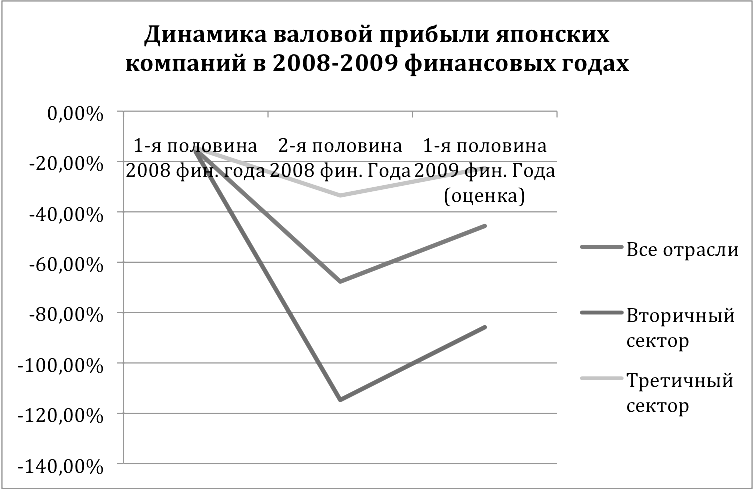 Динамика валовой прибыли японских
компаний в 2008-2009 финансовых годах
0,00%
-20,00%
-40,00%
-60,00%
-80,00%
-100,00%
-120,00%
-140,00%
1-я половина
2008 фин. года
2-я половина
2008 фин. Года
1-я половина
2009 фин. Года
(оценка)
Все отрасли
Вторичный
сектор
Третичный
сектор